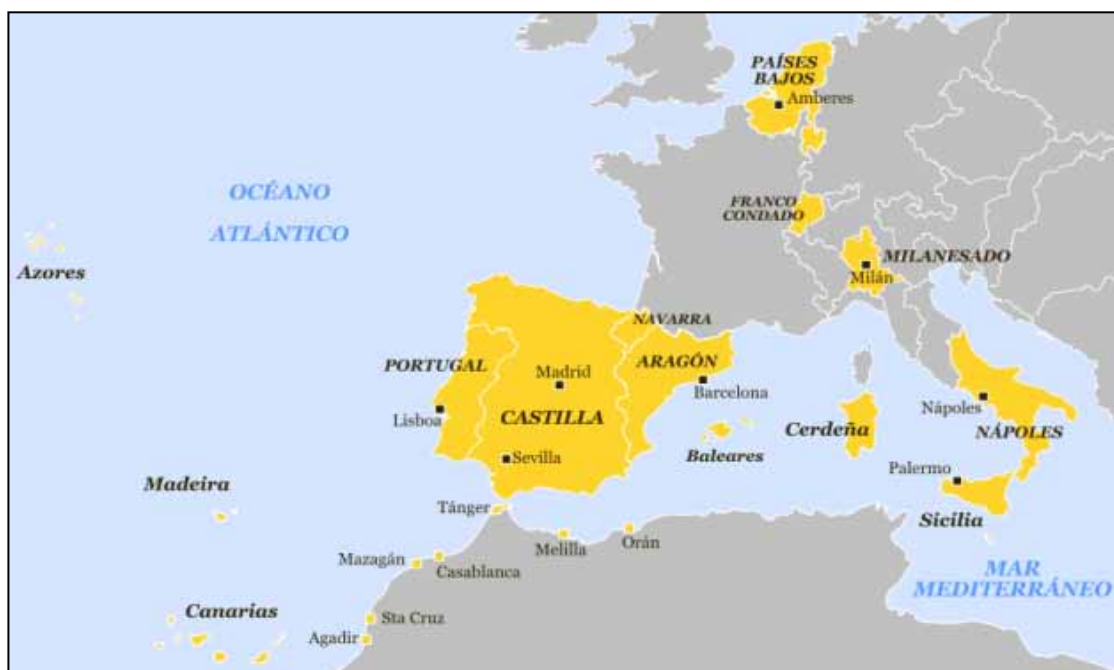 PAÍSES
BAJOS
Amberes
OCÉANO
ATLÁNTICO
FRANCO
CONDADO
MILANESADO
Milán
Azores
NAVARRA
PORTUGAL
ARAGÓN
Madrid
Barcelona
Lisboa
CASTILLA
Nápoles
Cerdeña
NÁPOLES
Sevilla
Baleares
Palermo
Madeira
Tánger
Sicilia
Melilla
Orán
Mazagán
Casablanca
MAR
MEDITERRÁNEO
Canarias
Sta Cruz
Agadir